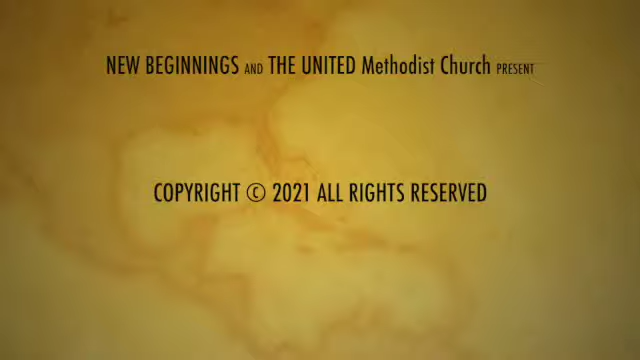 NEW BEGINNINGS AND THE UNITED Methodist Church PRESENT
COPYRIGHT © 2021 ALL RIGHTS RESERVED